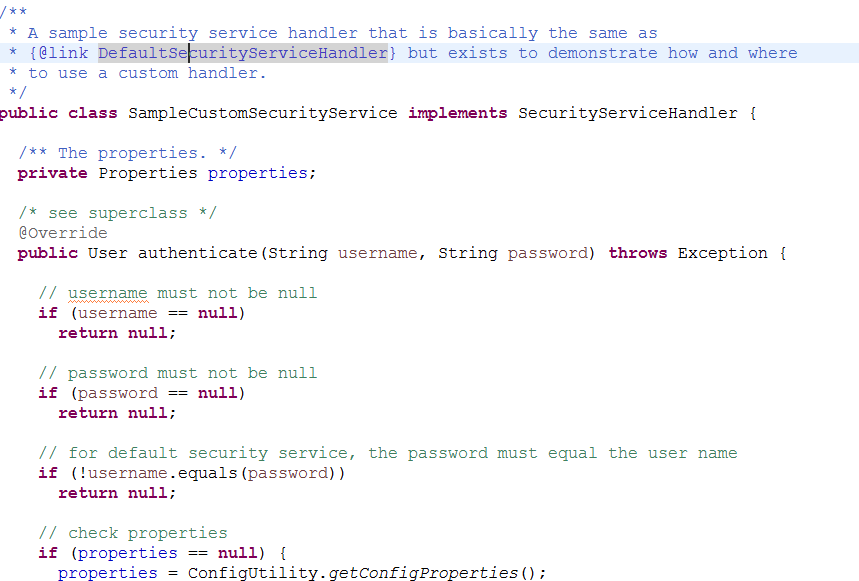 /**
 * A sample security service handler that is basically the same as
 * {@link DefaultSecurityServiceHandler} but exists to demonstrate how and where
 * to use a custom handler.
 */
public class SampleCustomSecurityService implements SecurityServiceHandler {
  /** The properties. */
  private Properties properties;
  /* see superclass */
  @Override
  public User authenticate(String username, String password) throws Exception {
    // username must not be null
    if (username == null)
      return null;
    // password must not be null
    if (password == null)
      return null;
    // for default security service, the password must equal the user name
    if (!username.equals(password))
      return null;
    // check properties
    if (properties == null) {
      properties = ConfigUtility.getConfigProperties();